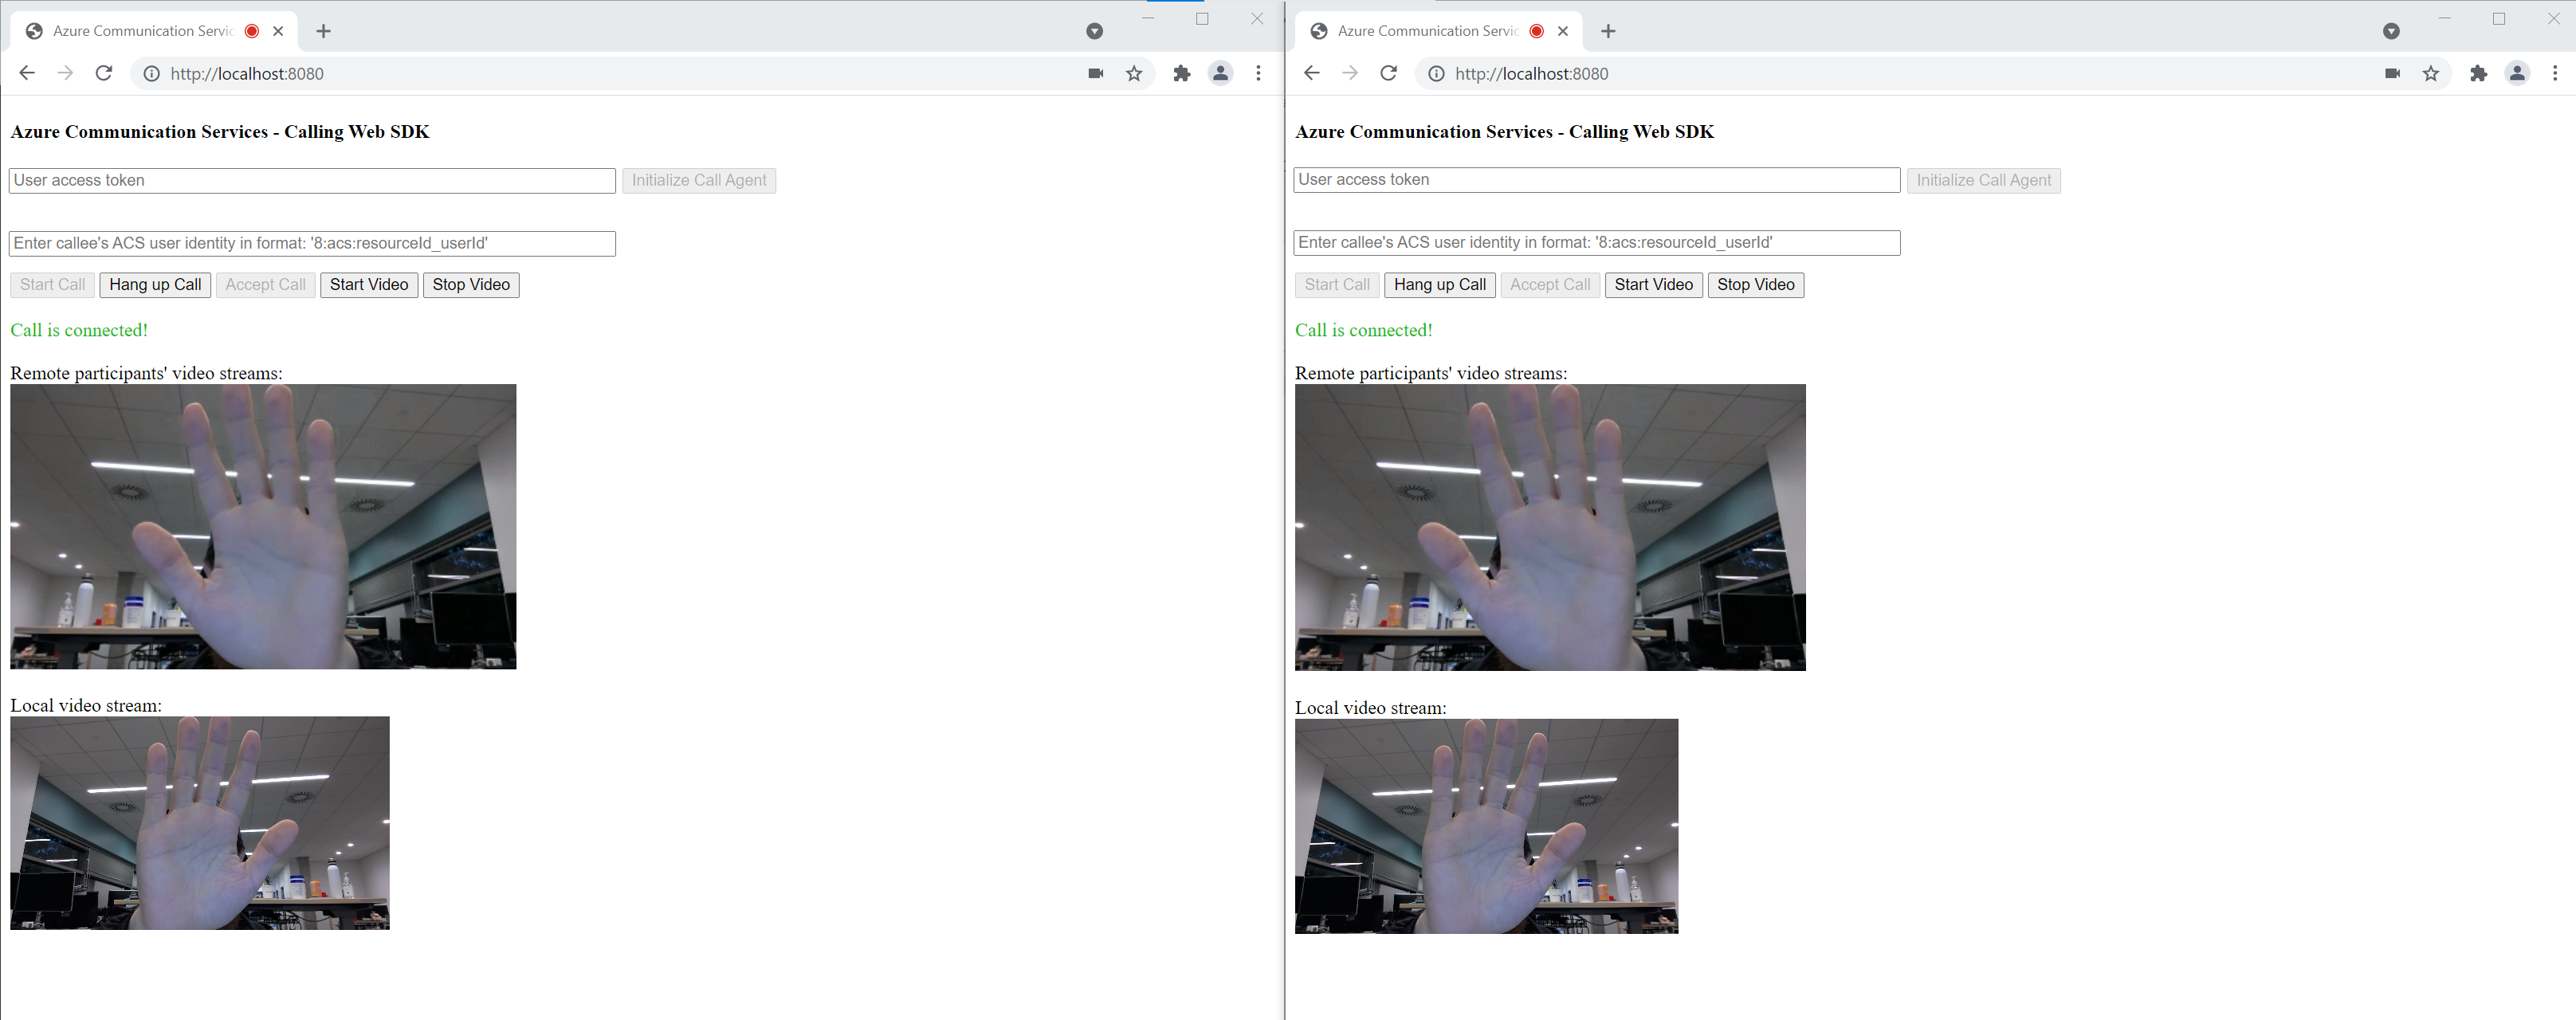 Azure Communication Servic
http://localhost:8080
Azure Communication Services - Calling Web SDK
User access token Initialize Call Agent
Enter callee's ACS user identity in format: '8:acs:resourceId_userId'
Start Call Hang up Call Accept Call Start Video Stop Video
Call is connected!
Remote participants' video streams:
Local video stream:
Azure Communication Servic
http://localhost:8080
Azure Communication Services - Calling Web SDK
User access token Initialize Call Agent
Enter callee's ACS user identity in format: '8:acs:resourceId_userId'
Start Call Hang up Call Accept Call Start Video Stop Video
Call is connected!
Remote participants' video streams:
Local video stream: